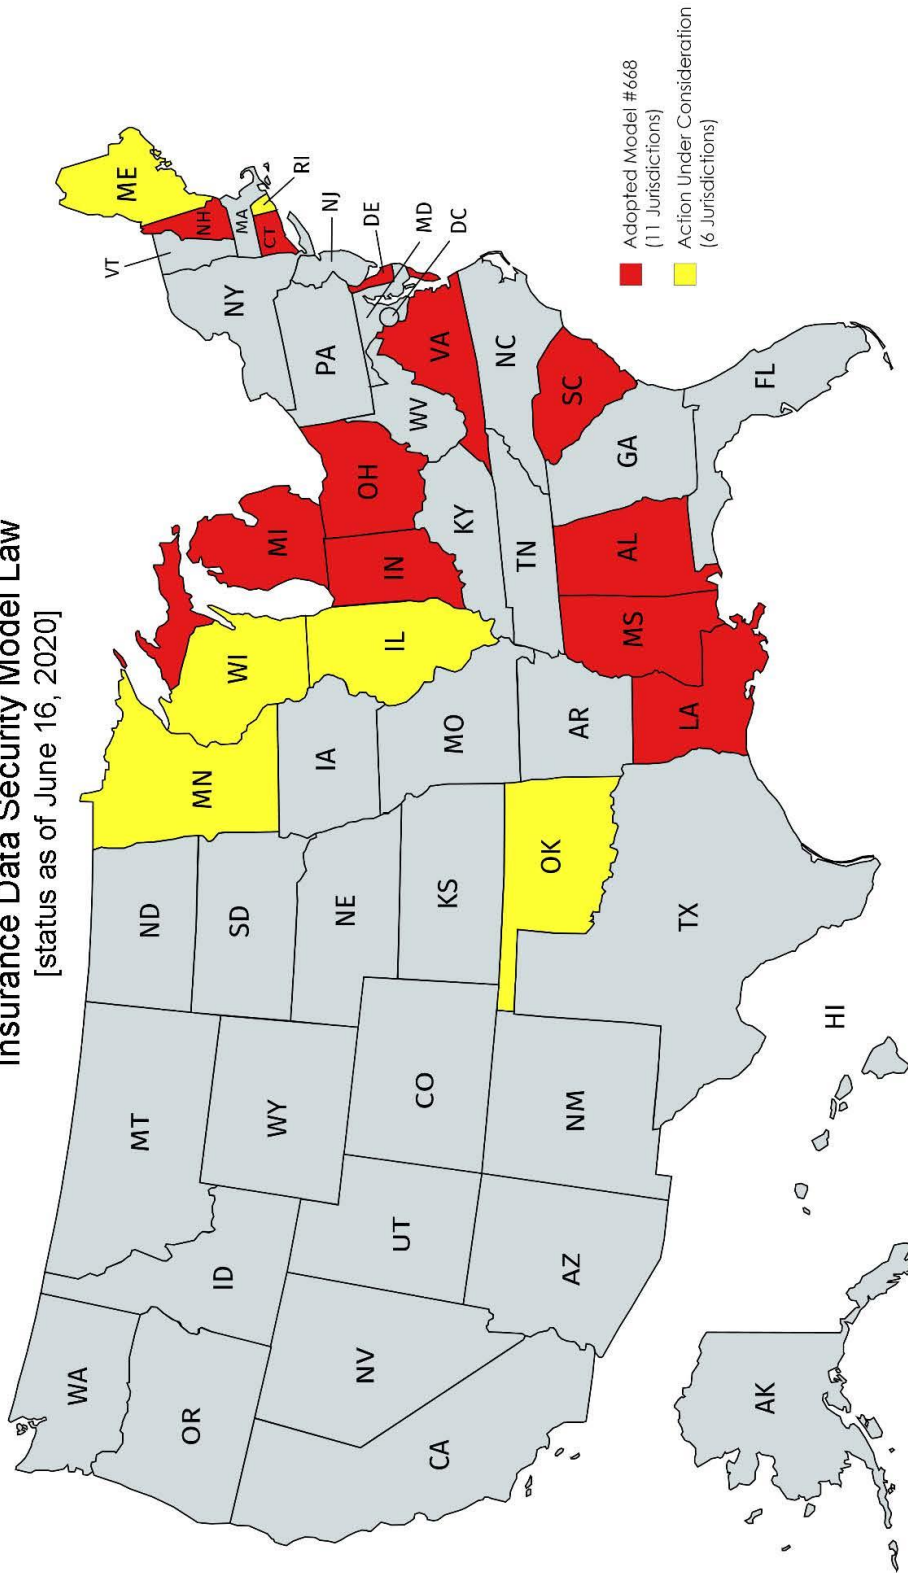 Insurance Data Security Model Law
[status as of June 16, 2020]
WA
OR
CA
NV
ID
MT
WY
UT
AZ
CO
NM
ND
SD
NE
KS
OK
TX
MN
IA
MO
AR
LA
WI
IL
MI
IN
OH
KY
TN
MS
AL
GA
FL
SC
NC
VA
WV
PA
NY
VT
NH
ME
MA
CT
RI
NJ
DE
MD
DC
AK
HI
Adopted Model #668
(11 Jurisdictions)
Action Under Consideration
(6 Jurisdictions)